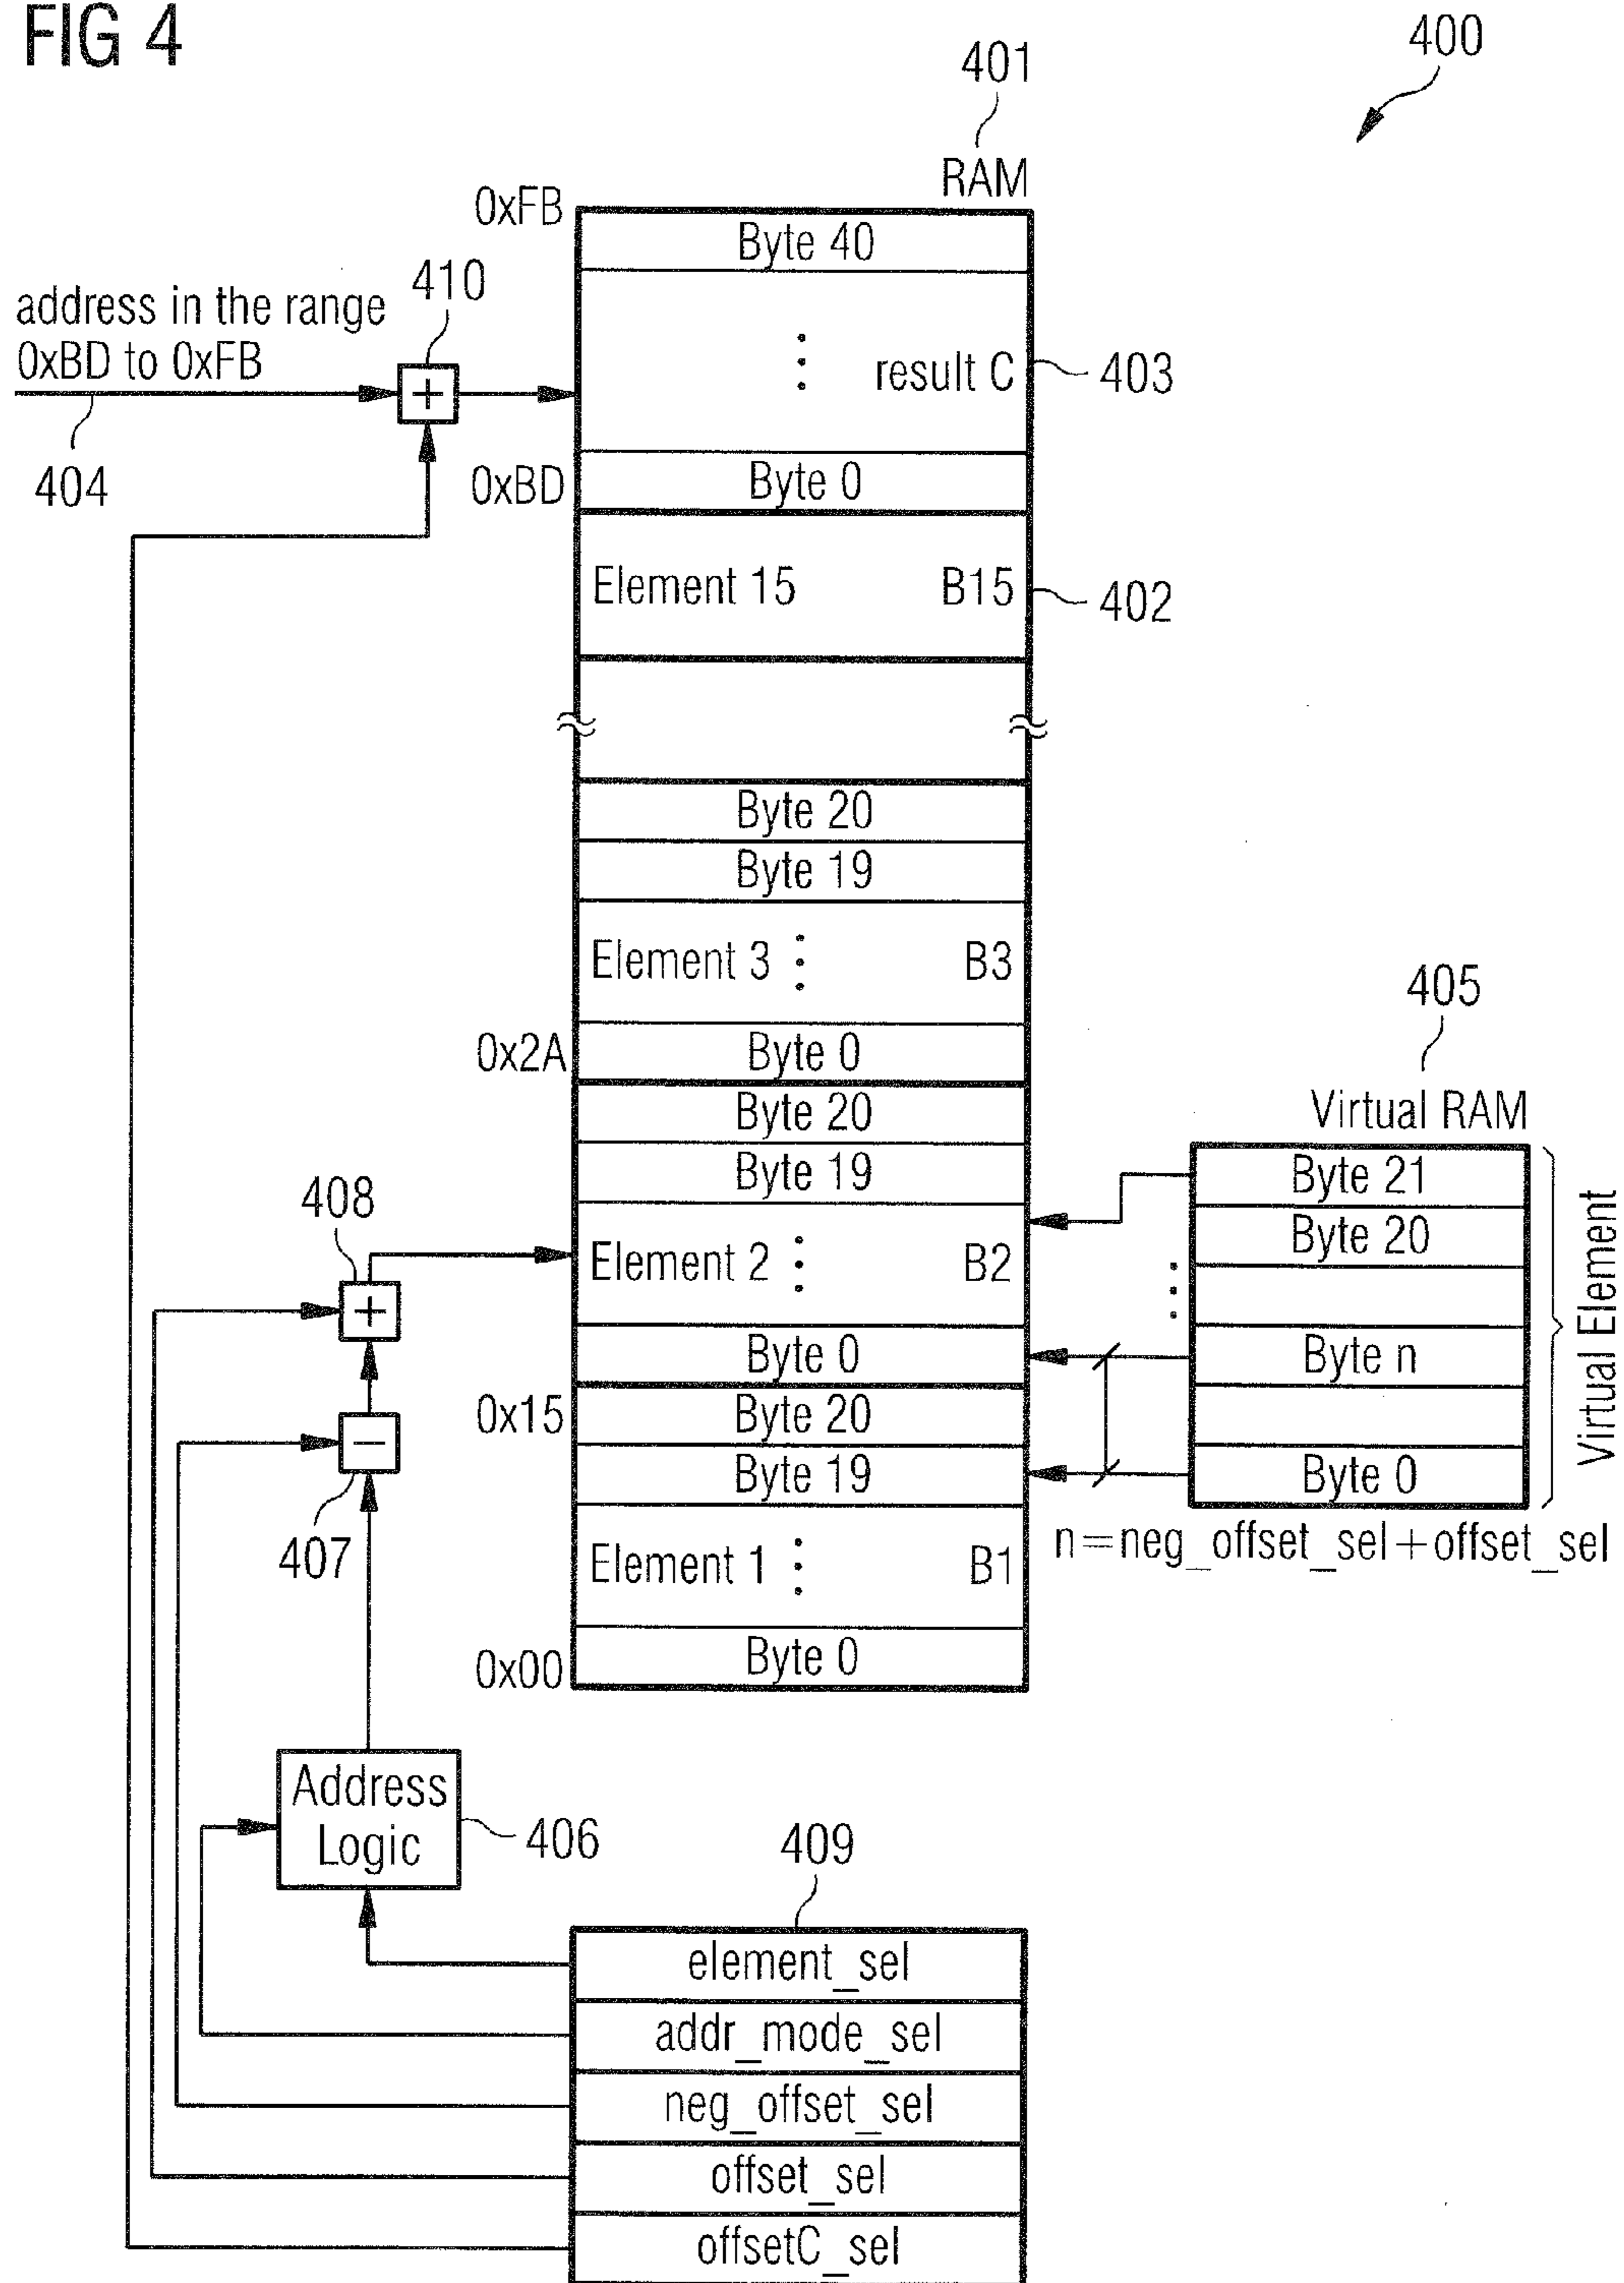 FIG 4
400
401
RAM
0xFB
Byte 40
410
address in the range
0xBD to 0xFB
404
result C
403
0xBD
Byte 0
Element 15 B15
402
Byte 20
Byte 19
Element 3 B3
0x2A
Byte 0
405
Virtual RAM
Byte 20
Byte 19
Byte 21
Byte 20
408
+
Element 2 B2
Byte 0
Byte n
Virtual Element
0x15
Byte 20
−
Byte 19
Byte 0
407
Element 1 B1
n=neg_offset_sel+offset_sel
0x00
Byte 0
Address
Logic
406
409
element_sel
addr_mode_sel
neg_offset_sel
offset_sel
offsetC_sel